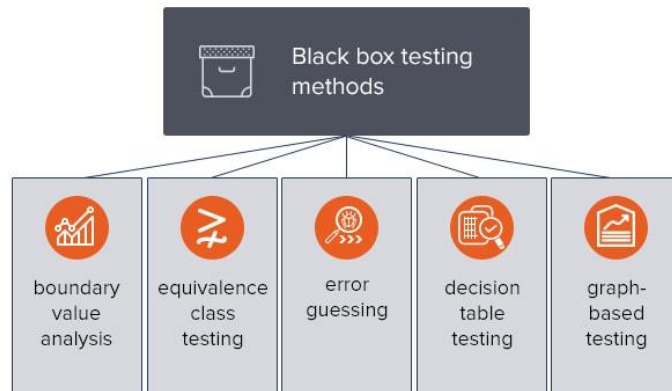 Black box testing
methods
boundary
value
analysis
equivalence
class
testing
error
guessing
decision
table
testing
graph-
based
testing